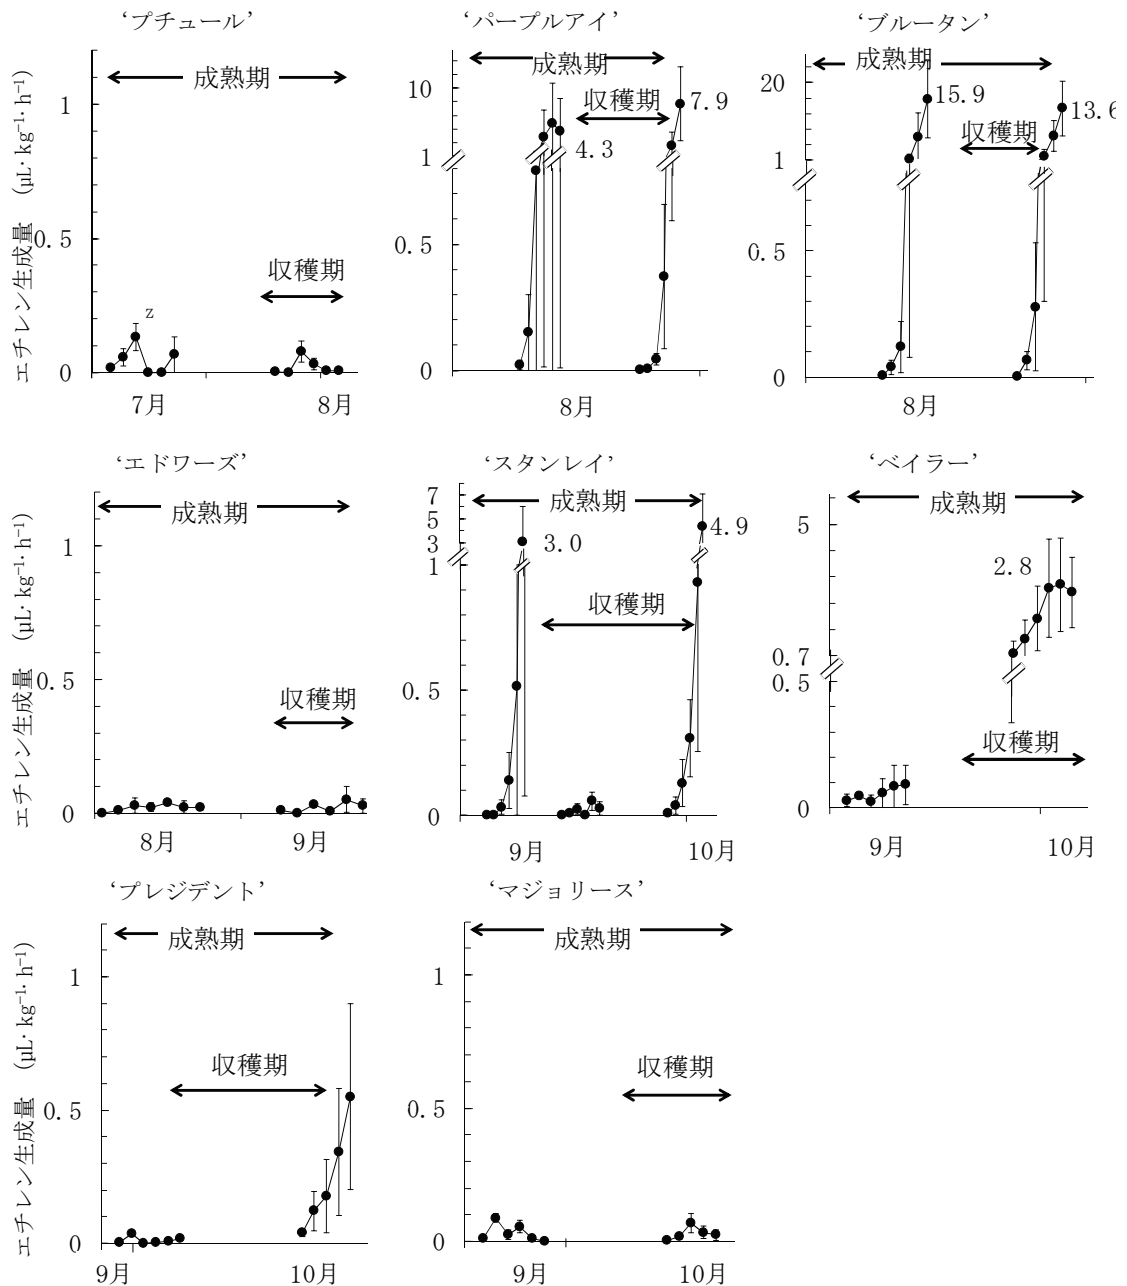 ‘プチュール’
成熟期
エチレン生成量 (μL·kg⁻¹·h⁻¹)
1
0.5
0
z
収穫期
7月
8月
‘パープルアイ’
成熟期
10
収穫期
7.9
4.3
1
0.5
0
8月
‘ブルータン’
成熟期
20
15.9
13.6
収穫期
1
0.5
0
8月
‘エドワーズ’
成熟期
エチレン生成量 (μL·kg⁻¹·h⁻¹)
1
0.5
0
収穫期
8月
9月
‘スタンレイ’
成熟期
7
5
3
1
3.0
4.9
収穫期
0.5
0
9月
10月
‘ベイラー’
成熟期
5
2.8
0.7
0.5
収穫期
0
9月
10月
‘プレジデント’
成熟期
エチレン生成量 (μL·kg⁻¹·h⁻¹)
1
収穫期
0.5
0
9月
10月
‘マジョリース’
成熟期
1
収穫期
0.5
0
9月
10月